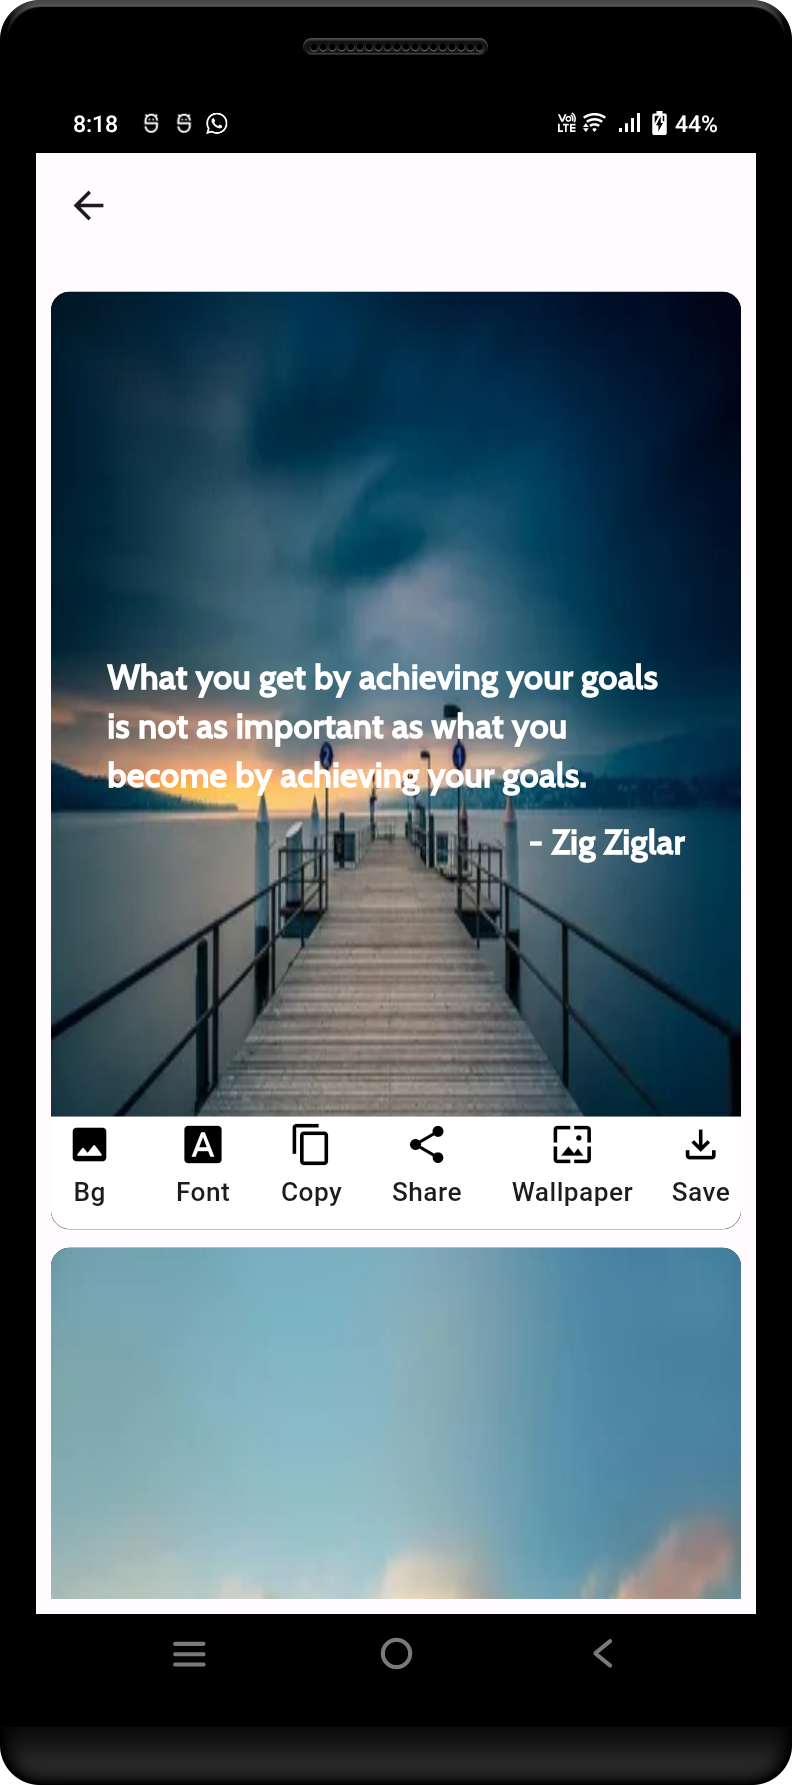 8:18
Vo) LTE 44%
What you get by achieving your goals
is not as important as what you
become by achieving your goals.
- Zig Ziglar
Bg Font Copy Share Wallpaper Save